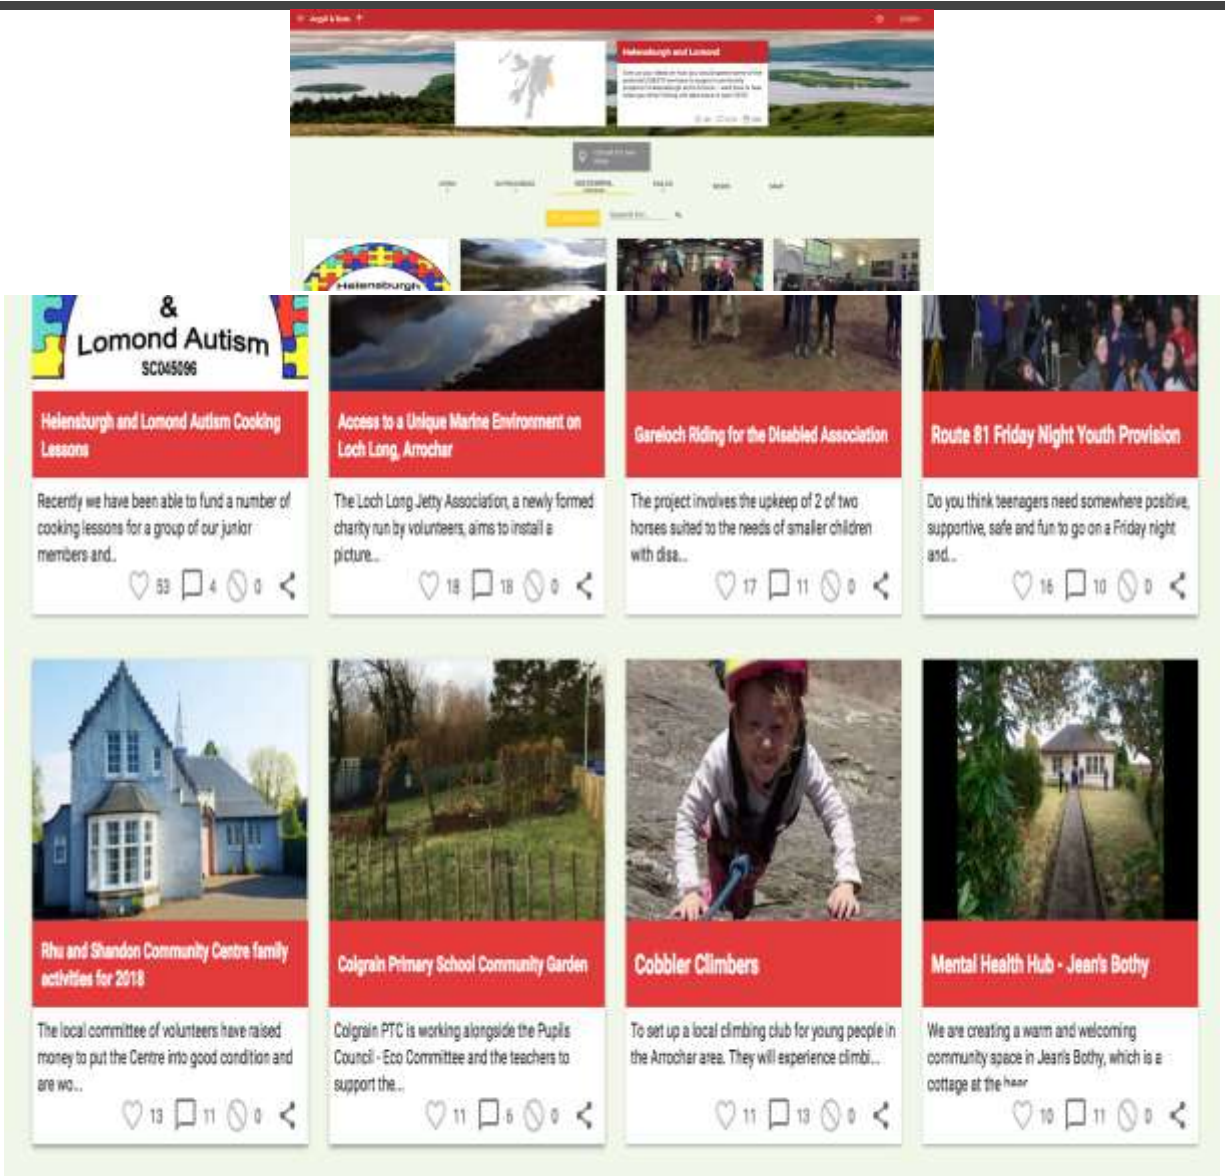 Argyll & Bute
Helensburgh and Lomond
Search for...
Helensburgh
&
Lomond Autism
SC045096
Helensburgh and Lomond Autism Cooking
Lessons
Recently we have been able to fund a number of
cooking lessons for a group of our junior
members and...
53 4 0
Access to a Unique Marine Environment on
Loch Long, Arrochar
The Loch Long Jetty Association, a newly formed
charity run by volunteers, aims to install a
picture...
18 18 0
Gareloch Riding for the Disabled Association
The project involves the upkeep of 2 of two
horses suited to the needs of smaller children
with disa...
17 11 0
Route 81 Friday Night Youth Provision
Do you think teenagers need somewhere positive,
supportive, safe and fun to go on a Friday night
and...
16 10 0
Rhu and Shandon Community Centre family
activities for 2018
The local committee of volunteers have raised
money to put the Centre into good condition and
are wo...
13 11 0
Colgrain Primary School Community Garden
Colgrain PTC is working alongside the Pupils
Council - Eco Committee and the teachers to
support the...
11 6 0
Cobbler Climbers
To set up a local climbing club for young people in
the Arrochar area. They will experience climbi...
11 13 0
Mental Health Hub - Jean's Bothy
We are creating a warm and welcoming
community space in Jean's Bothy, which is a
cottage at the hear
10 11 0